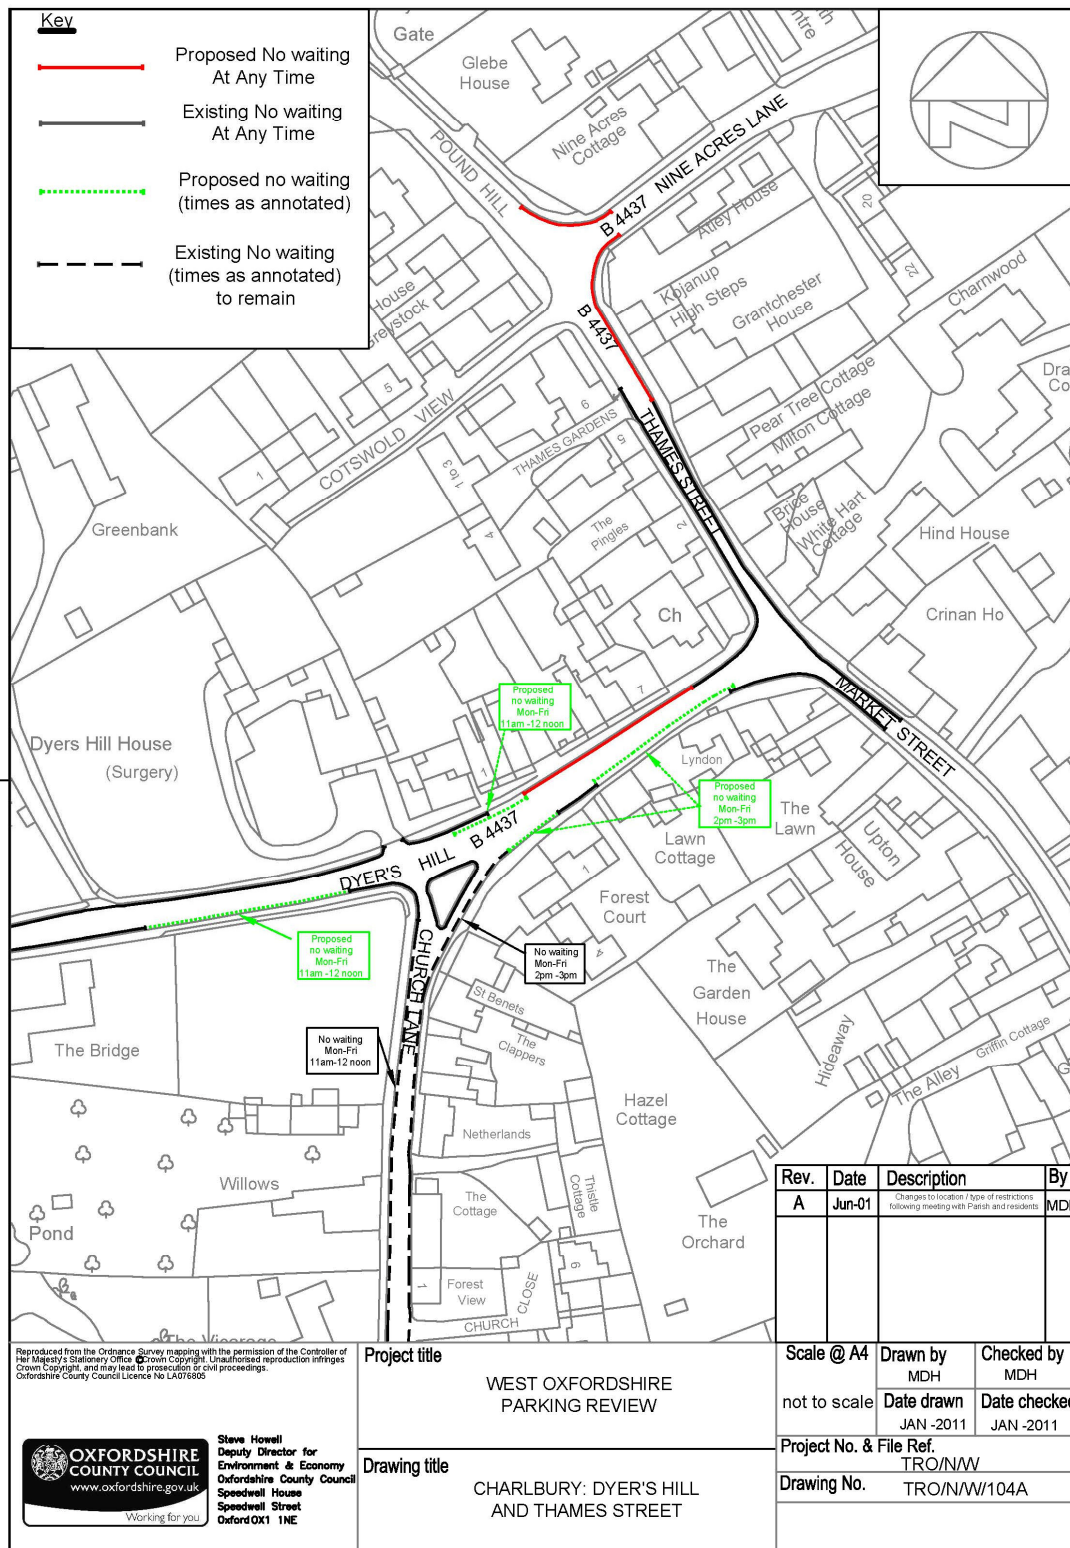 Key
Proposed No waiting
At Any Time
Existing No waiting
At Any Time
Proposed no waiting
(times as annotated)
Existing No waiting
(times as annotated)
to remain
Gate
Glebe
House
Nine Acres
Cottage
NINE ACRES LANE
B 4437
POUND HILL
Atley House
20
22
Kojanup
High Steps
Grantchester
House
Charnwood
B 4437
House
Greystock
5
COTSWOLD VIEW
1
1 to 3
THAMES GARDENS
6
5
4
The
Pingles
2
THAMES STREET
Pear Tree Cottage
Milton Cottage
Brice
House
White Hart
Cottage
Hind House
Crinan Ho
Greenbank
Ch
7
1
MARKET STREET
Dyers Hill House
(Surgery)
Proposed
no waiting
Mon-Fri
11am -12 noon
Lyndon
Proposed
no waiting
Mon-Fri
2pm -3pm
The
Lawn
Lawn
Cottage
Upton
House
B 4437
DYER'S HILL
1
Forest
Court
4
Proposed
no waiting
Mon-Fri
11am -12 noon
No waiting
Mon-Fri
2pm -3pm
CHURCH LANE
The
Garden
House
St Benets
The
Clappers
Hideaway
Griffin Cottage
The Alley
The Bridge
No waiting
Mon-Fri
11am-12 noon
Hazel
Cottage
Netherlands
Willows
The
Cottage
Thistle
Cottage
The
Orchard
Pond
1
Forest
View
CHURCH
CLOSE
6
The Vicarage
Rev. Date Description By
A Jun-01 Changes to location / type of restrictions
following meeting with Parish and residents MDH
Reproduced from the Ordnance Survey mapping with the permission of the Controller of
Her Majesty's Stationery Office © Crown Copyright. Unauthorised reproduction infringes
Crown Copyright, and may lead to prosecution or civil proceedings.
Oxfordshire County Council Licence No LA076805
OXFORDSHIRE
COUNTY COUNCIL
www.oxfordshire.gov.uk
Working for you
Steve Howell
Deputy Director for
Environment & Economy
Oxfordshire County Council
Speedwell House
Speedwell Street
Oxford OX1 1NE
Project title
WEST OXFORDSHIRE
PARKING REVIEW
Drawing title
CHARLBURY: DYER'S HILL
AND THAMES STREET
Scale @ A4
not to scale
Drawn by
MDH
Checked by
MDH
Date drawn
JAN -2011
Date checked
JAN -2011
Project No. & File Ref.
TRO/N/W
Drawing No. TRO/N/W/104A